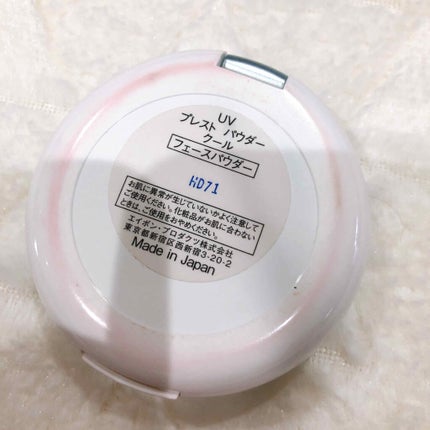 UV
プレスト パウダー
クール
フェースパウダー
HD71
お肌に異常が生じていないかよく注意して
ご使用ください。化粧品がお肌に合わない
ときは、ご使用をおやめください。
エイボン・プロダクツ株式会社
東京都新宿区西新宿3-20-2
Made in Japan